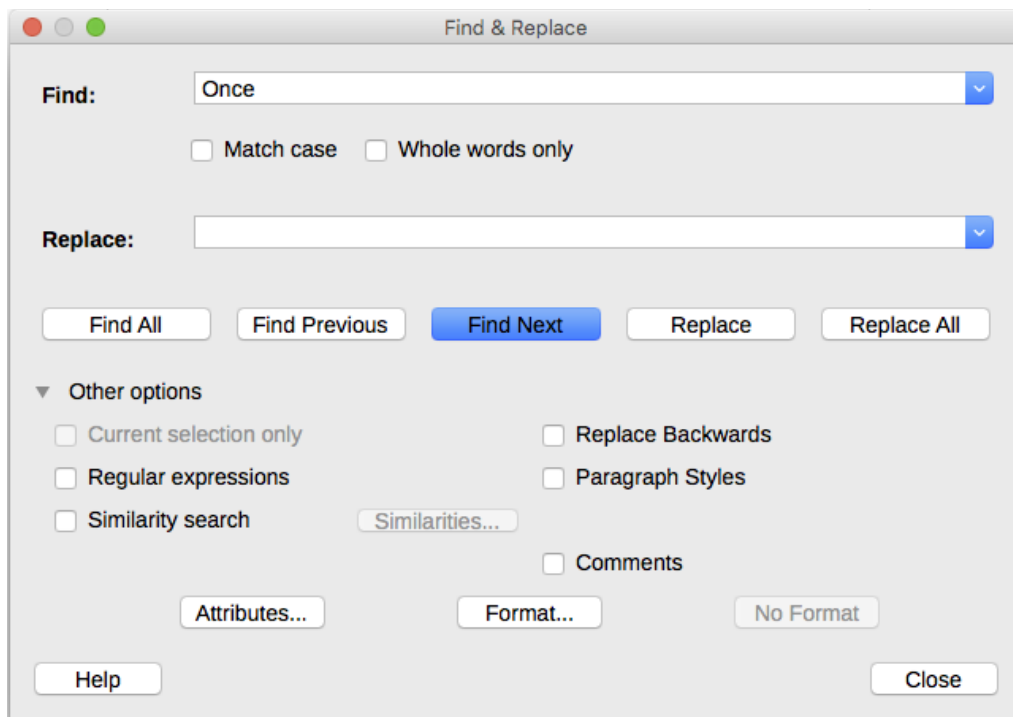 Find & Replace
Find: Once
Match case Whole words only
Replace:
Find All Find Previous Find Next Replace Replace All
Other options
Current selection only Replace Backwards
Regular expressions Paragraph Styles
Similarity search Similarities...
Comments
Attributes... Format... No Format
Help Close